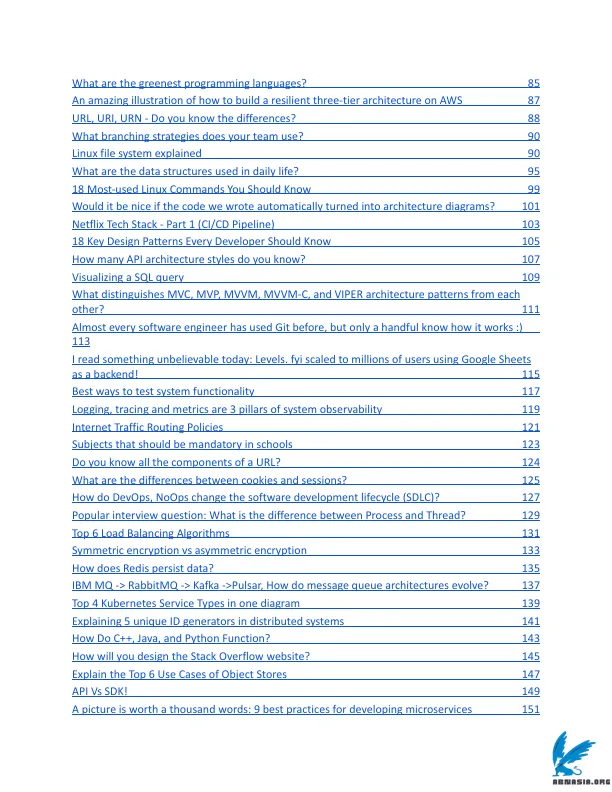 What are the greenest programming languages? 85
An amazing illustration of how to build a resilient three-tier architecture on AWS 87
URL, URI, URN - Do you know the differences? 88
What branching strategies does your team use? 90
Linux file system explained 90
What are the data structures used in daily life? 95
18 Most-used Linux Commands You Should Know 99
Would it be nice if the code we wrote automatically turned into architecture diagrams? 101
Netflix Tech Stack - Part 1 (CI/CD Pipeline) 103
18 Key Design Patterns Every Developer Should Know 105
How many API architecture styles do you know? 107
Visualizing a SQL query 109
What distinguishes MVC, MVP, MVVM, MVVM-C, and VIPER architecture patterns from each
other? 111
Almost every software engineer has used Git before, but only a handful know how it works :)
113
I read something unbelievable today: Levels. fyi scaled to millions of users using Google Sheets
as a backend! 115
Best ways to test system functionality 117
Logging, tracing and metrics are 3 pillars of system observability 119
Internet Traffic Routing Policies 121
Subjects that should be mandatory in schools 123
Do you know all the components of a URL? 124
What are the differences between cookies and sessions? 125
How do DevOps, NoOps change the software development lifecycle (SDLC)? 127
Popular interview question: What is the difference between Process and Thread? 129
Top 6 Load Balancing Algorithms 131
Symmetric encryption vs asymmetric encryption 133
How does Redis persist data? 135
IBM MQ -> RabbitMQ -> Kafka ->Pulsar, How do message queue architectures evolve? 137
Top 4 Kubernetes Service Types in one diagram 139
Explaining 5 unique ID generators in distributed systems 141
How Do C++, Java, and Python Function? 143
How will you design the Stack Overflow website? 145
Explain the Top 6 Use Cases of Object Stores 147
API Vs SDK! 149
A picture is worth a thousand words: 9 best practices for developing microservices 151
ABNASIA.ORG